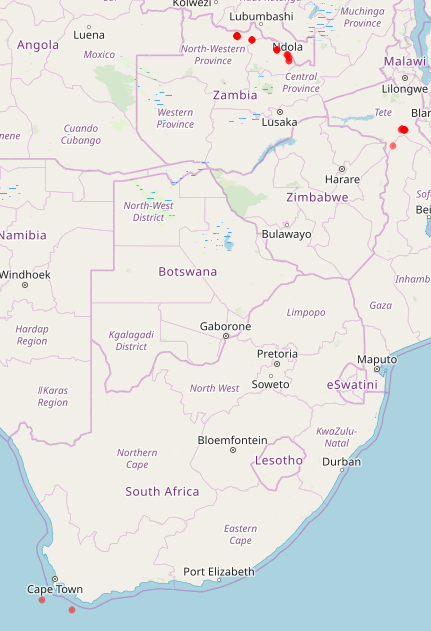 Kolwezi
Lubumbashi
Muchinga
Province
Luena
Angola
Moxico
North-Western
Province
Ndola
Malawi
Central
Province
Lilongwe
Zambia
Western
Province
Tete
Lusaka
Cuando
Cubango
Harare
North-West
District
Zimbabwe
Namibia
Bulawayo
Botswana
Windhoek
Gaza
Limpopo
Gaborone
Hardap
Region
Kgalagadi
District
Pretoria
Maputo
Soweto
eSwatini
North West
IlKaras
Region
KwaZulu-
Natal
Bloemfontein
Northern
Cape
Lesotho
Durban
South Africa
Eastern
Cape
Port Elizabeth
Cape Town